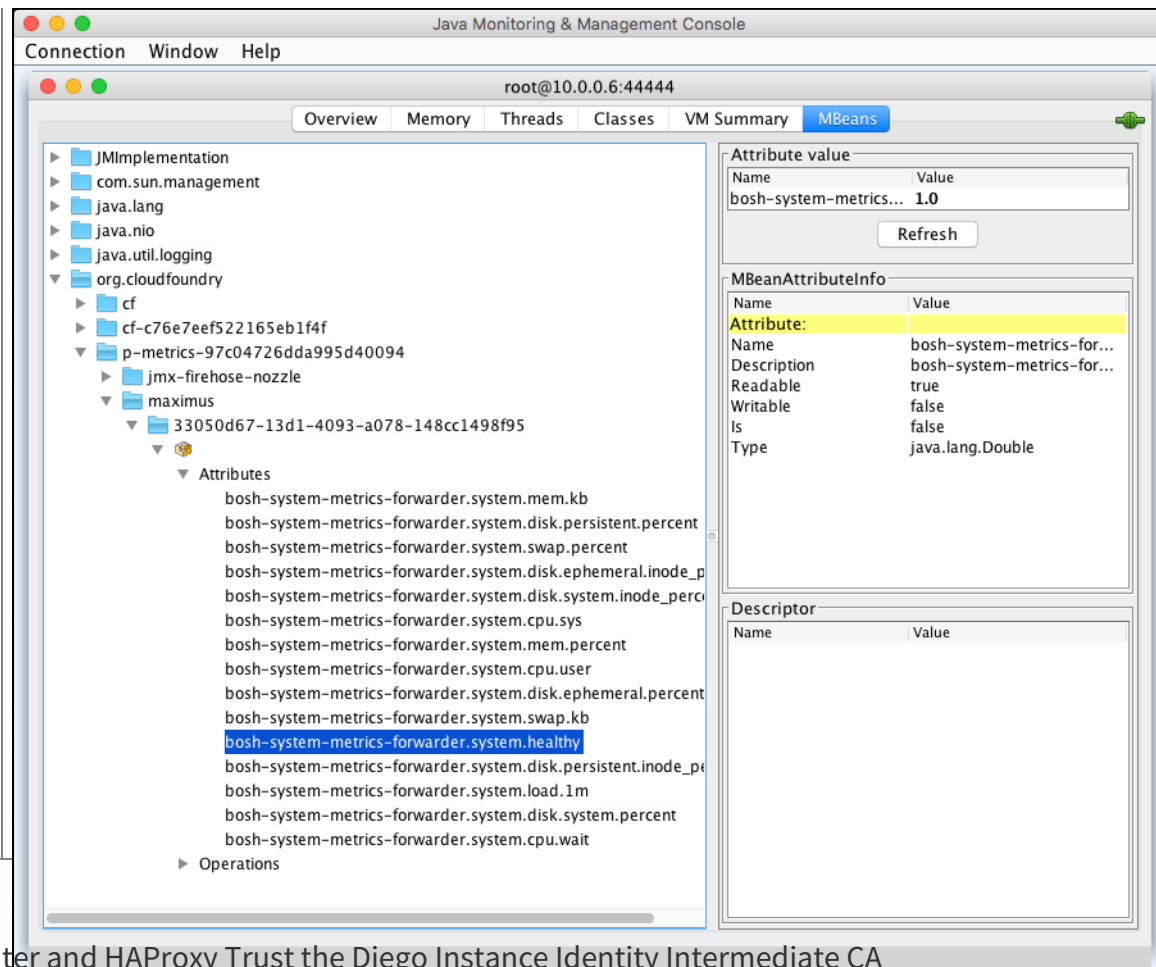 Java Monitoring & Management Console
Connection Window Help
root@10.0.0.6:44444
Overview Memory Threads Classes VM Summary MBeans
JMImplementation
com.sun.management
java.lang
java.nio
java.util.logging
org.cloudfoundry
cf
cf-c76e7eef522165eb1f4f
p-metrics-97c04726dda995d40094
jmx-firehose-nozzle
maximus
33050d67-13d1-4093-a078-148cc1498f95
Attributes
bosh-system-metrics-forwarder.system.mem.kb
bosh-system-metrics-forwarder.system.disk.persistent.percent
bosh-system-metrics-forwarder.system.swap.percent
bosh-system-metrics-forwarder.system.disk.ephemeral.inode_p
bosh-system-metrics-forwarder.system.disk.system.inode_perc
bosh-system-metrics-forwarder.system.cpu.sys
bosh-system-metrics-forwarder.system.mem.percent
bosh-system-metrics-forwarder.system.cpu.user
bosh-system-metrics-forwarder.system.disk.ephemeral.percent
bosh-system-metrics-forwarder.system.swap.kb
bosh-system-metrics-forwarder.system.healthy
bosh-system-metrics-forwarder.system.disk.persistent.inode_pe
bosh-system-metrics-forwarder.system.load.1m
bosh-system-metrics-forwarder.system.disk.system.percent
bosh-system-metrics-forwarder.system.cpu.wait
Operations
Attribute value
Name Value
bosh-system-metrics... 1.0
Refresh
MBeanAttributeInfo
Name Value
Attribute:
Name bosh-system-metrics-for...
Description bosh-system-metrics-for...
Readable true
Writable false
Is false
Type java.lang.Double
Descriptor
Name Value
ter and HAProxy Trust the Diego Instance Identity Intermediate CA